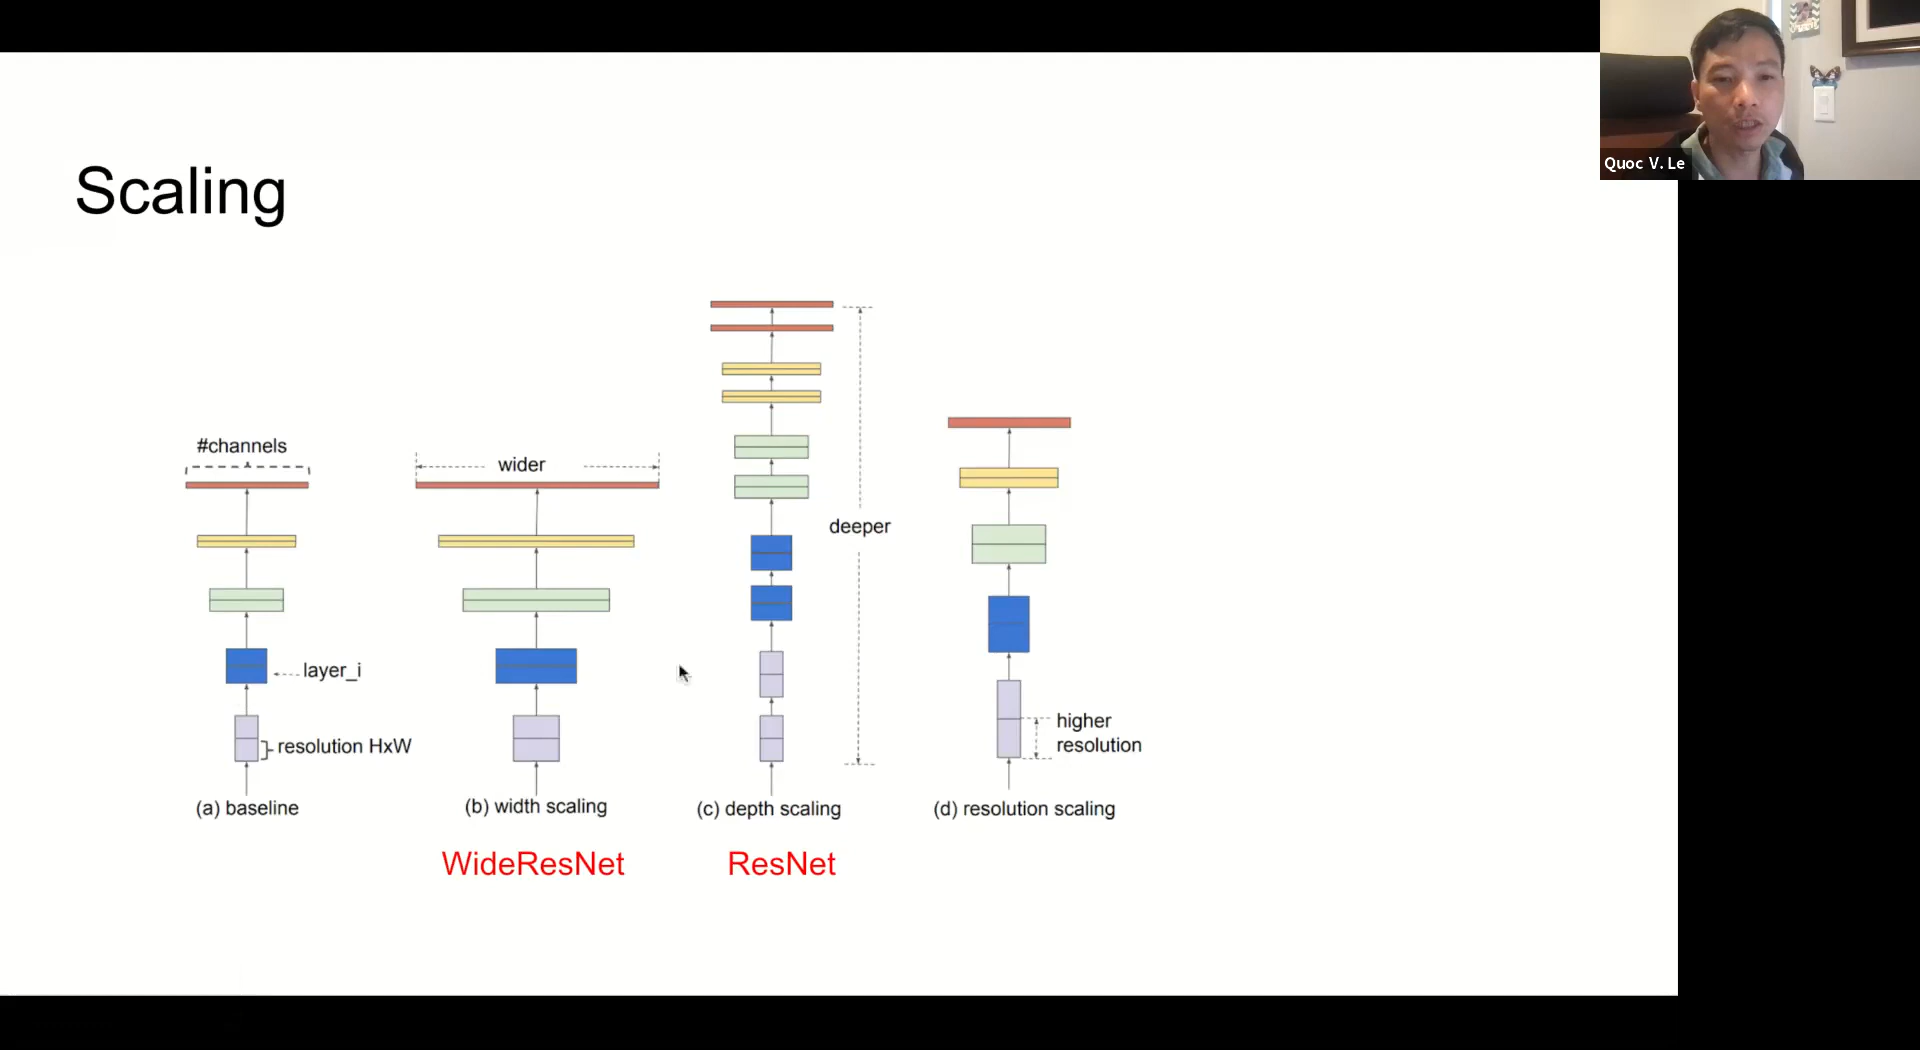 Quoc V. Le
Scaling
#channels
wider
deeper
layer_i
resolution HxW
higher
resolution
(a) baseline
(b) width scaling
(c) depth scaling
(d) resolution scaling
WideResNet
ResNet